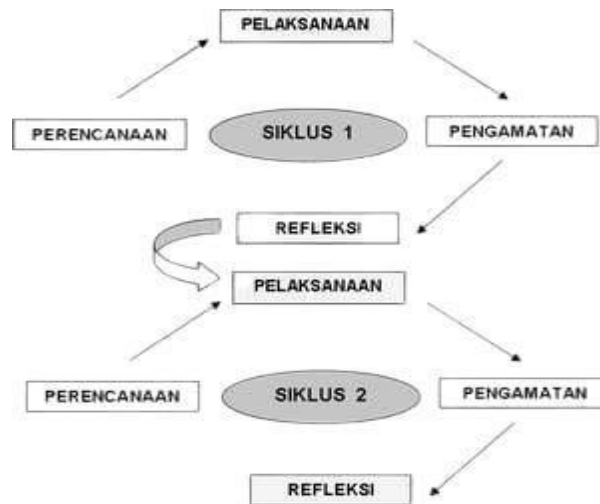 PELAKSANAAN
PERENCANAAN
SIKLUS 1
PENGAMATAN
REFLEKSI
PELAKSANAAN
PERENCANAAN
SIKLUS 2
PENGAMATAN
REFLEKSI